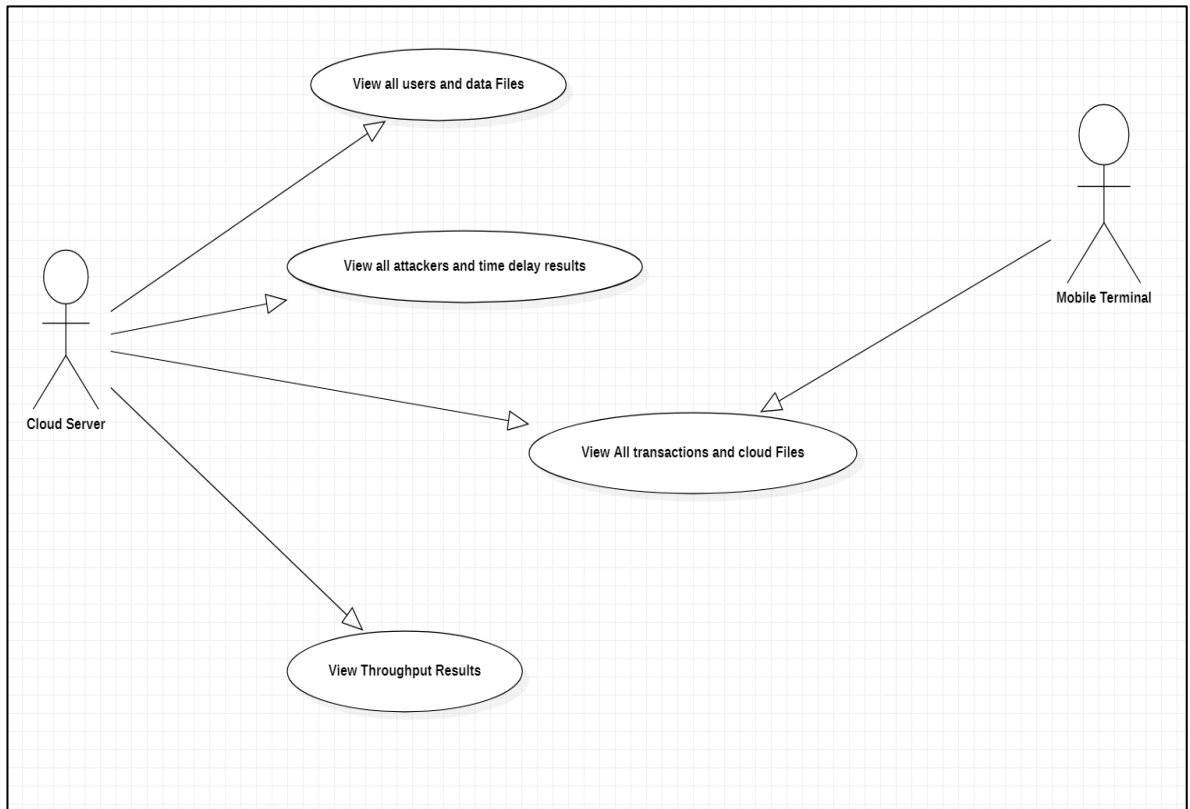 View all users and data Files
View all attackers and time delay results
Mobile Terminal
Cloud Server
View All transactions and cloud Files
View Throughput Results